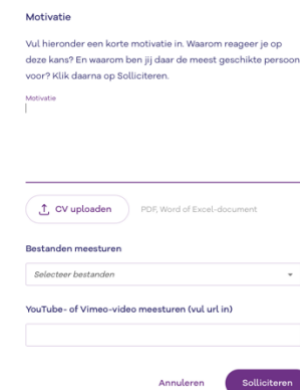 Motivatie
Vul hieronder een korte motivatie in. Waarom reageer je op
deze kans? En waarom ben jij daar de meest geschikte persoon
voor? Klik daarna op Solliciteren.
Motivatie
CV uploaden
PDF, Word of Excel-document
Bestanden meesturen
Selecteer bestanden
YouTube- of Vimeo-video meesturen (vul url in)
Annuleren
Solliciteren